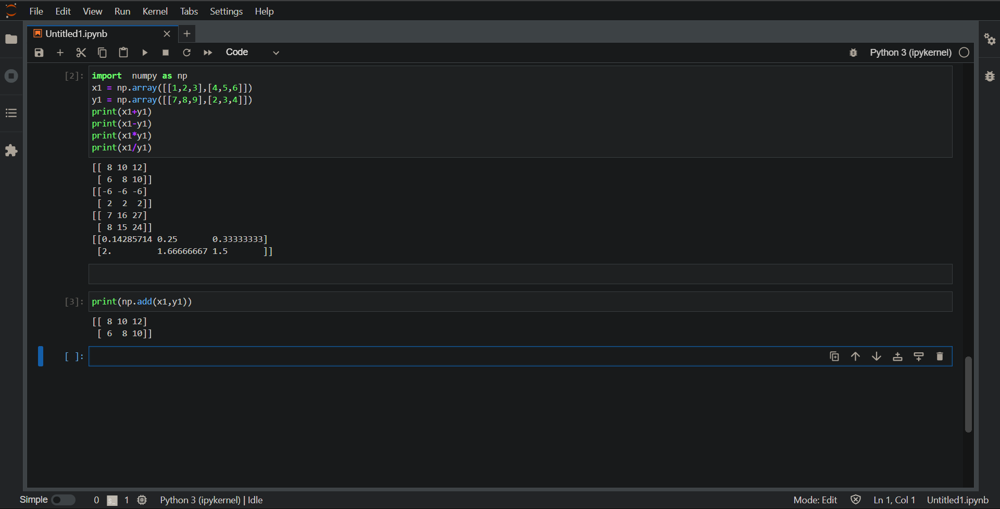 File Edit View Run Kernel Tabs Settings Help
Untitled1.ipynb
Code
Python 3 (ipykernel)
[2]:
import  numpy as np
x1 = np.array([[1,2,3],[4,5,6]])
y1 = np.array([[7,8,9],[2,3,4]])
print(x1+y1)
print(x1-y1)
print(x1*y1)
print(x1/y1)
[[ 8 10 12]
 [ 6  8 10]]
[[-6 -6 -6]
 [ 2  2  2]]
[[ 7 16 27]
 [ 8 15 24]]
[[0.14285714 0.25       0.33333333]
 [2.         1.66666667 1.5       ]]
[3]:
print(np.add(x1,y1))
[[ 8 10 12]
 [ 6  8 10]]
[ ]:
Simple 0 s_ 1 Python 3 (ipykernel) | Idle Mode: Edit Ln 1, Col 1 Untitled1.ipynb